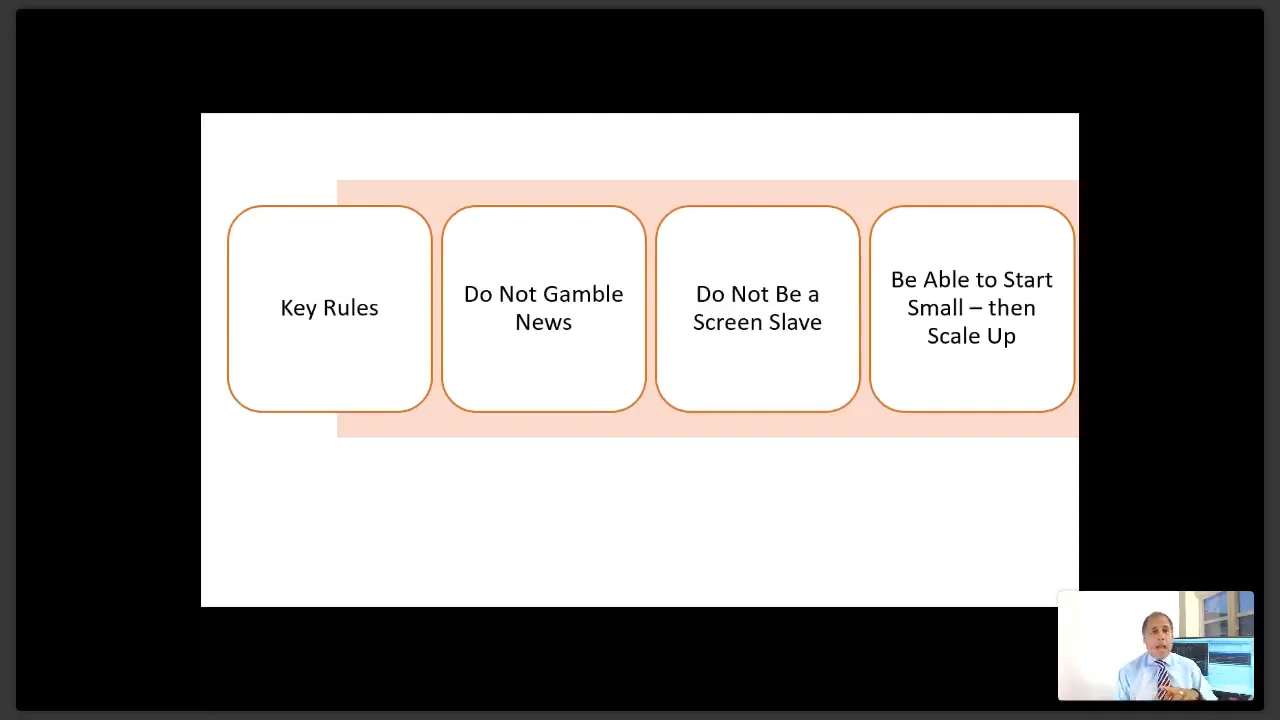 Key Rules
Do Not Gamble
News
Do Not Be a
Screen Slave
Be Able to Start
Small – then
Scale Up